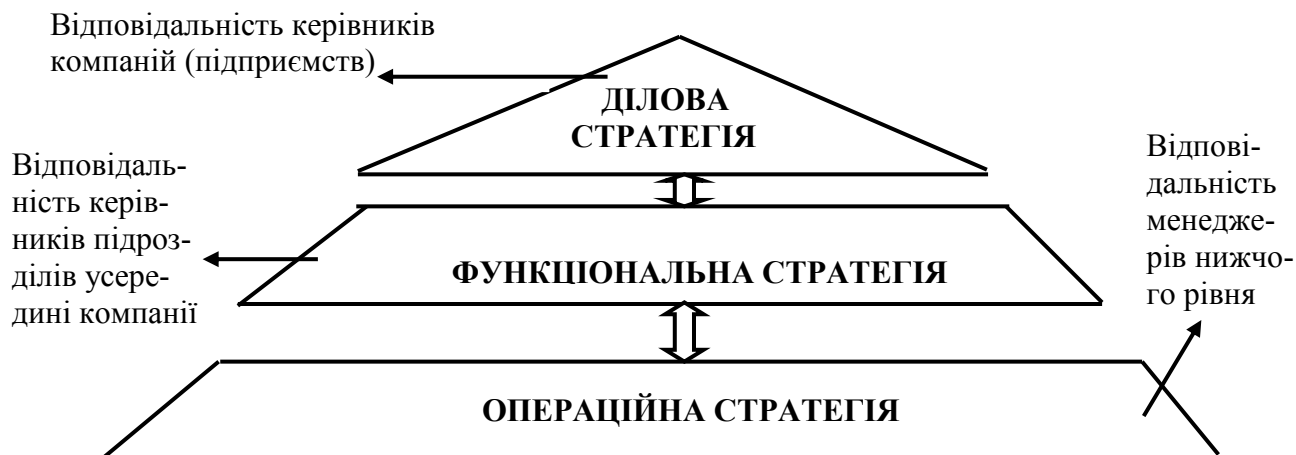 Відповідальність керівників
компаній (підприємств)
ДІЛОВА
СТРАТЕГІЯ
Відповідаль-
ність керів-
ників підроз-
ділів усере-
дині компанії
Відпові-
дальність
менедже-
рів нижчо-
го рівня
ФУНКЦІОНАЛЬНА СТРАТЕГІЯ
ОПЕРАЦІЙНА СТРАТЕГІЯ